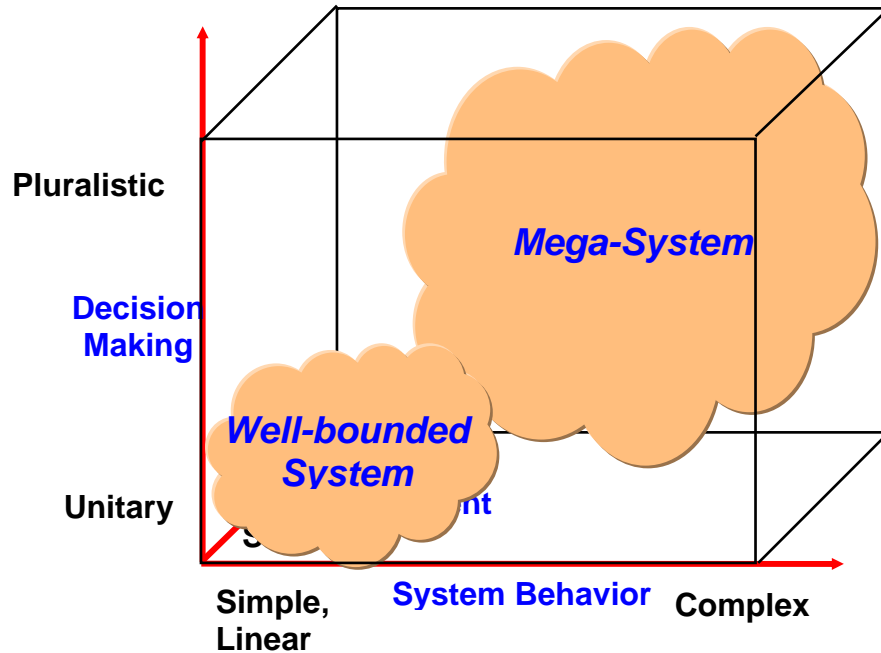 Pluralistic
Mega-System
Decision
Making
Well-bounded
System
Unitary
Simple,
Linear
System Behavior
Complex